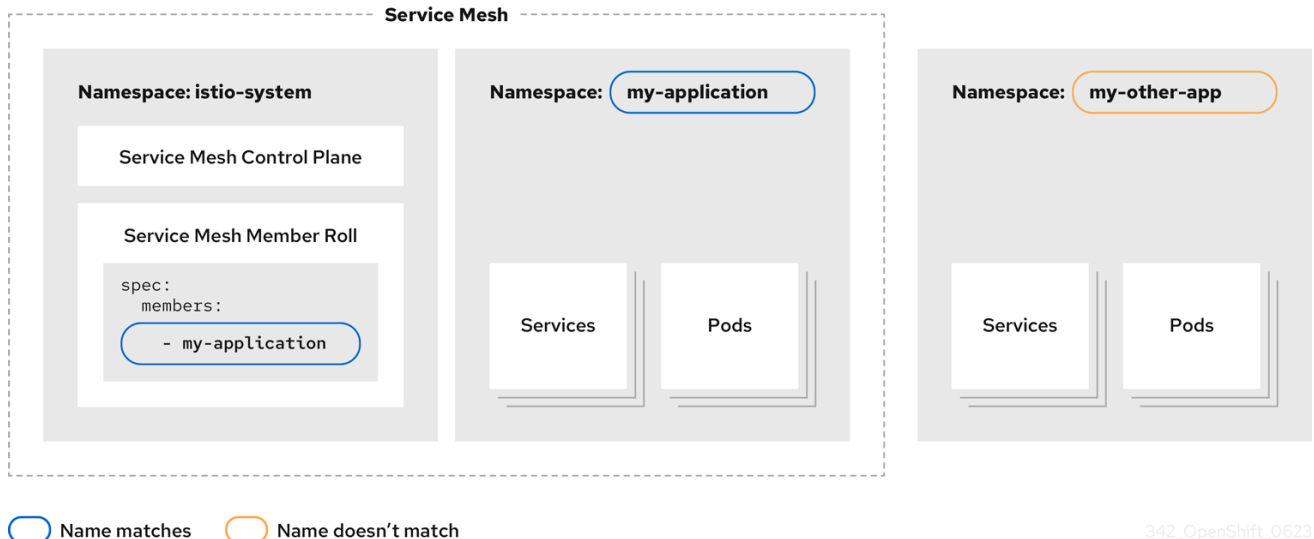 Service Mesh
Namespace: istio-system
Service Mesh Control Plane
Service Mesh Member Roll
spec:
  members:
    - my-application
Namespace: my-application
Services
Pods
Namespace: my-other-app
Services
Pods
Name matches
Name doesn’t match
342_OpenShift_0623